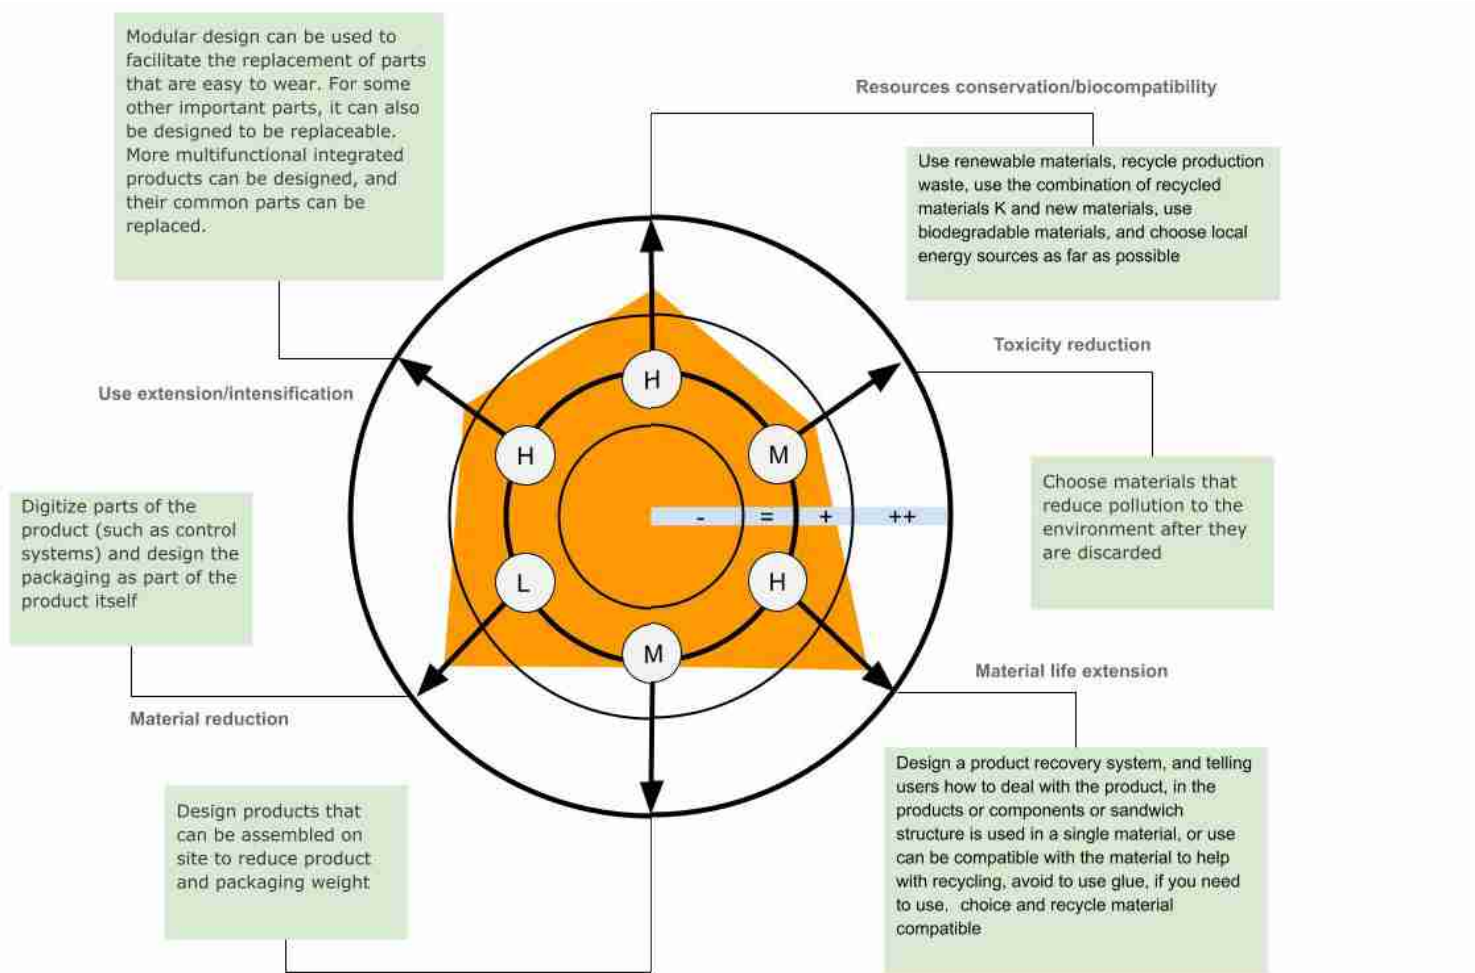 Modular design can be used to
facilitate the replacement of parts
that are easy to wear. For some
other important parts, it can also
be designed to be replaceable.
More multifunctional integrated
products can be designed, and
their common parts can be
replaced.
Resources conservation/biocompatibility
Use renewable materials, recycle production
waste, use the combination of recycled
materials K and new materials, use
biodegradable materials, and choose local
energy sources as far as possible
Toxicity reduction
Use extension/intensification
H
H
M
Choose materials that
reduce pollution to the
environment after they
are discarded
Digitize parts of the
product (such as control
systems) and design the
packaging as part of the
product itself
- = + ++
L
H
M
Material life extension
Material reduction
Design a product recovery system, and telling
users how to deal with the product, in the
products or components or sandwich
structure is used in a single material, or use
can be compatible with the material to help
with recycling, avoid to use glue, if you need
to use, choice and recycle material
compatible
Design products that
can be assembled on
site to reduce product
and packaging weight